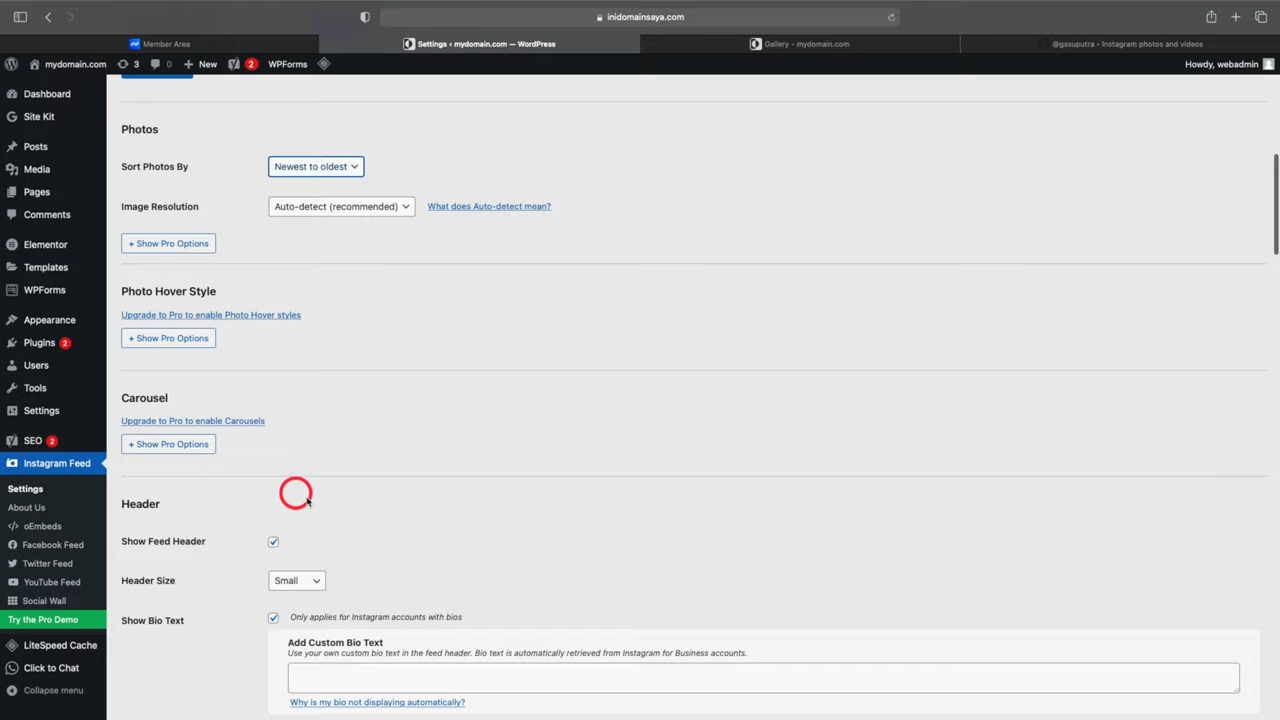 inidomainsaya.com
Member Area
Settings ‹ mydomain.com — WordPress
Gallery - mydomain.com
@gssuputra • Instagram photos and videos
mydomain.com
3
0
New
2
WPForms
Howdy, webadmin
Dashboard
Site Kit
Posts
Media
Pages
Comments
Elementor
Templates
WPForms
Appearance
Plugins 2
Users
Tools
Settings
SEO 2
Instagram Feed
Settings
About Us
oEmbeds
Facebook Feed
Twitter Feed
YouTube Feed
Social Wall
Try the Pro Demo
LiteSpeed Cache
Click to Chat
Collapse menu
Photos
Sort Photos By
Newest to oldest
Image Resolution
Auto-detect (recommended)
What does Auto-detect mean?
+ Show Pro Options
Photo Hover Style
Upgrade to Pro to enable Photo Hover styles
+ Show Pro Options
Carousel
Upgrade to Pro to enable Carousels
+ Show Pro Options
Header
Show Feed Header
Header Size
Small
Show Bio Text
Only applies for Instagram accounts with bios
Add Custom Bio Text
Use your own custom bio text in the feed header. Bio text is automatically retrieved from Instagram for Business accounts.
Why is my bio not displaying automatically?